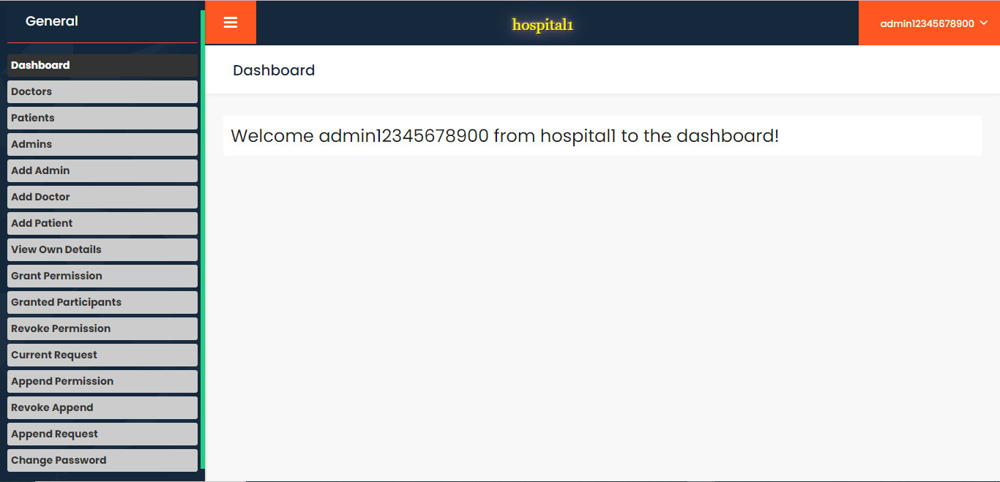 General
hospital1
admin12345678900
Dashboard
Dashboard
Doctors
Patients
Admins
Add Admin
Add Doctor
Add Patient
View Own Details
Grant Permission
Granted Participants
Revoke Permission
Current Request
Append Permission
Revoke Append
Append Request
Change Password
Welcome admin12345678900 from hospital1 to the dashboard!